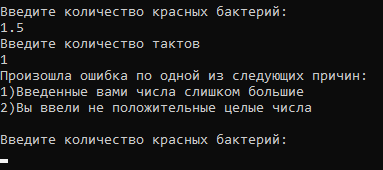 Введите количество красных бактерий:
1.5
Введите количество тактов
1
Произошла ошибка по одной из следующих причин:
1)Введенные вами числа слишком большие
2)Вы ввели не положительные целые числа
Введите количество красных бактерий: